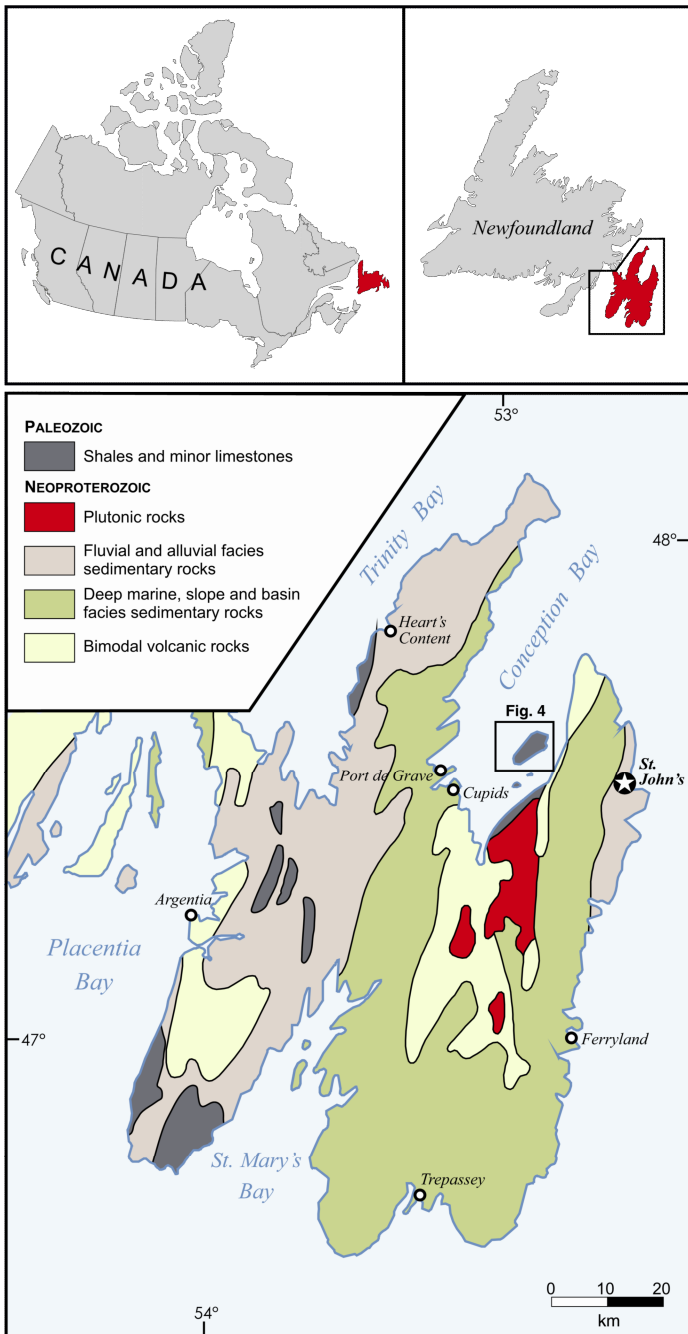 CANADA
Newfoundland
53°
PALEOZOIC
Shales and minor limestones
NEOPROTEROZOIC
Plutonic rocks
Fluvial and alluvial facies
sedimentary rocks
Deep marine, slope and basin
facies sedimentary rocks
Bimodal volcanic rocks
Trinity Bay
48°
Conception Bay
Heart's
Content
Fig. 4
Port de Grave
St.
John's
Cupids
Argentia
Placentia
Bay
47°
Ferryland
St. Mary's
Bay
Trepassey
0 10 20
km
54°